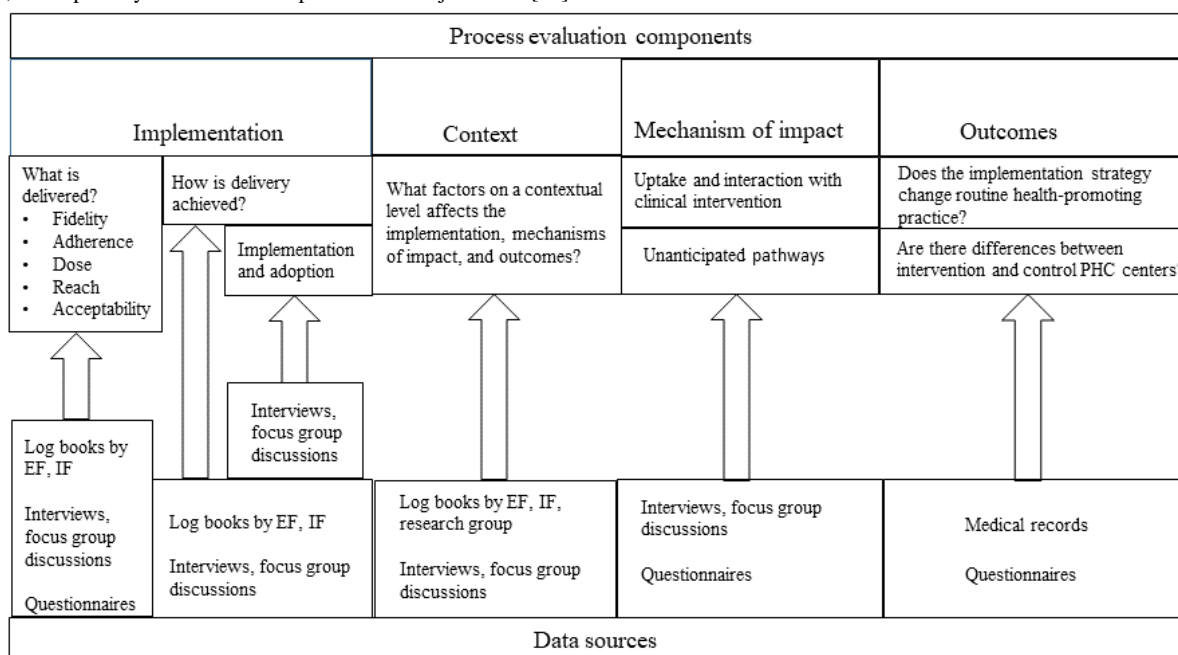 Process evaluation components
Implementation
Context
Mechanism of impact
Outcomes
What is
delivered?
• Fidelity
• Adherence
• Dose
• Reach
• Acceptability
How is delivery
achieved?
Implementation
and adoption
What factors on a contextual
level affects the
implementation, mechanisms
of impact, and outcomes?
Uptake and interaction with
clinical intervention
Unanticipated pathways
Does the implementation strategy
change routine health-promoting
practice?
Are there differences between
intervention and control PHC centers?
Log books by
EF, IF
Interviews,
focus group
discussions
Questionnaires
Log books by EF, IF
Interviews, focus group
discussions
Interviews,
focus group
discussions
Log books by EF, IF,
research group
Interviews, focus group
discussions
Interviews, focus group
discussions
Questionnaires
Medical records
Questionnaires
Data sources